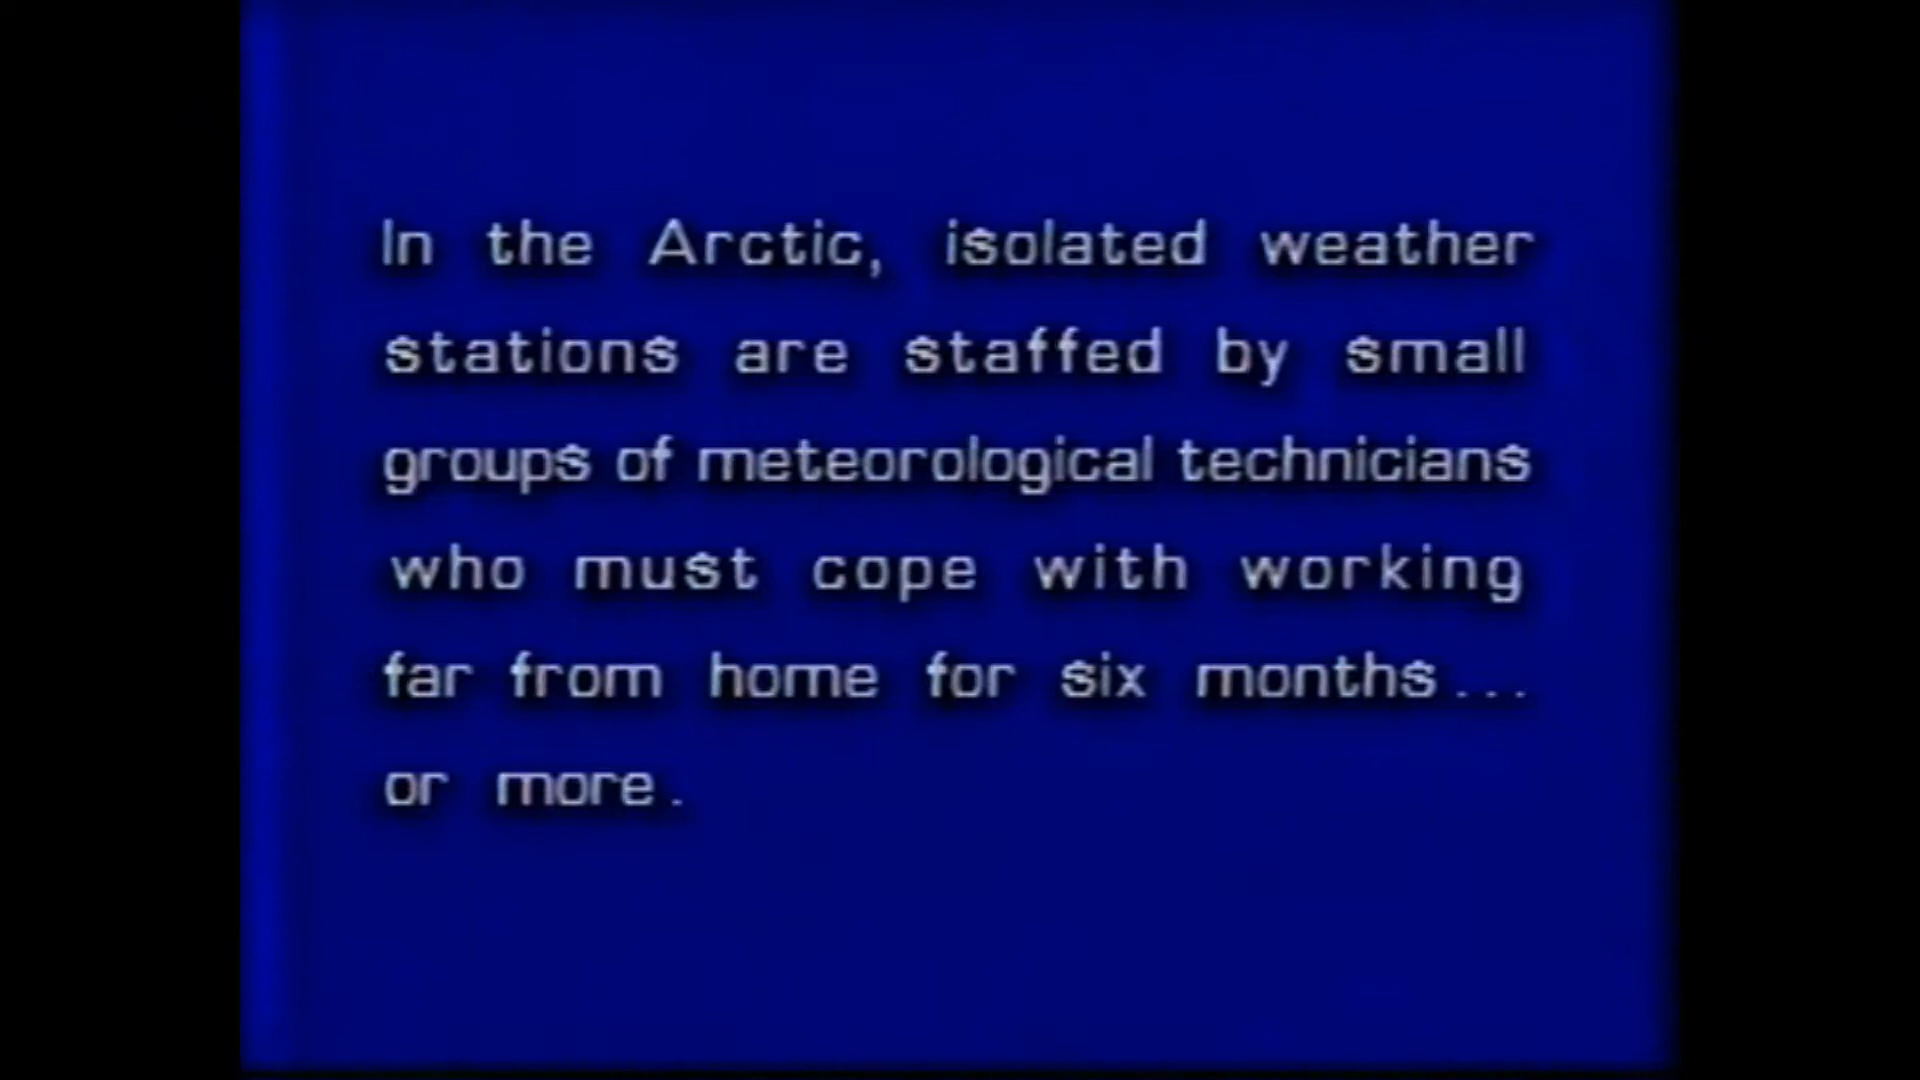 In the Arctic, isolated weather
stations are staffed by small
groups of meteorological technicians
who must cope with working
far from home for six months...
or more.